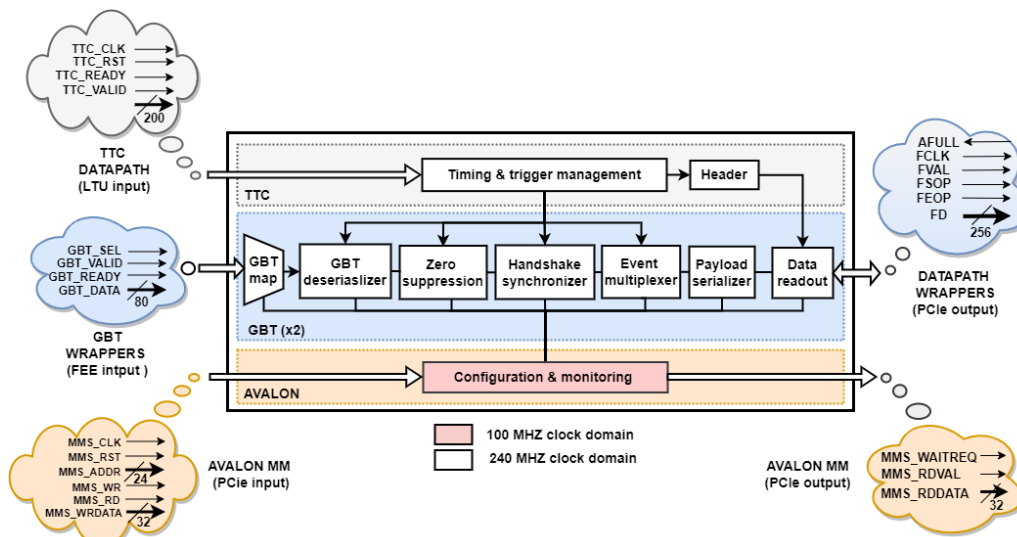 TTC_CLK
TTC_RST
TTC_READY
TTC_VALID
200
TTC
DATAPATH
(LTU input)
Timing & trigger management
Header
TTC
AFULL
FCLK
FVAL
FSOP
FEOP
FD
256
DATAPATH
WRAPPERS
(PCIe output)
GBT_SEL
GBT_VALID
GBT_READY
GBT_DATA
80
GBT
WRAPPERS
(FEE intput )
GBT
map
GBT
deseriaslizer
Zero
suppression
Handshake
synchronizer
Event
multiplexer
Payload
serializer
Data
readout
GBT (x2)
Configuration & monitoring
AVALON
100 MHZ clock domain
240 MHZ clock domain
MMS_CLK
MMS_RST
MMS_ADDR
24
MMS_WR
MMS_RD
MMS_WRDATA
32
AVALON MM
(PCie input)
AVALON MM
(PCIe output)
MMS_WAITREQ
MMS_RDVAL
MMS_RDDATA
32